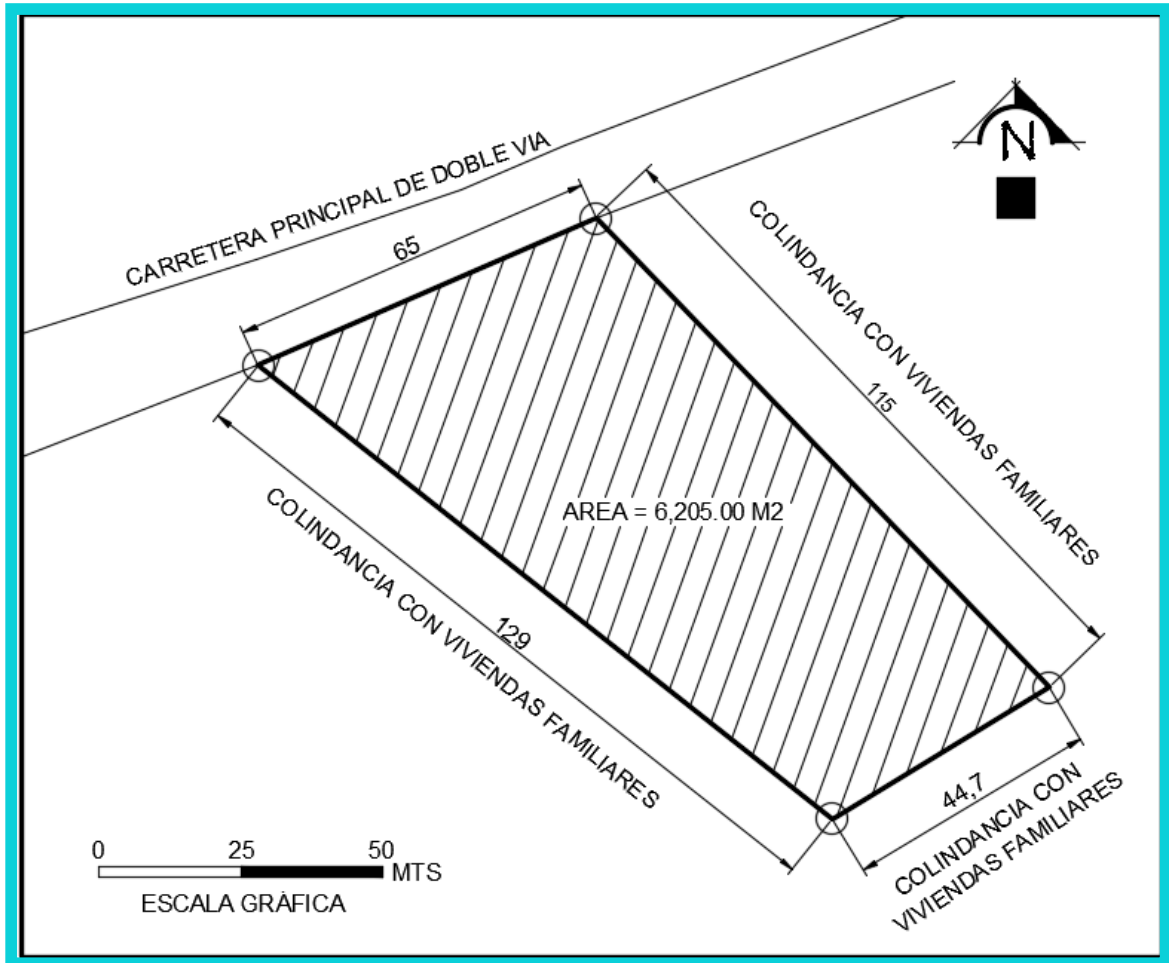 CARRETERA PRINCIPAL DE DOBLE VIA
N
65
COLINDANCIA CON VIVIENDAS FAMILIARES
115
AREA = 6,205.00 M2
129
COLINDANCIA CON VIVIENDAS FAMILIARES
44,7
COLINDANCIA CON
VIVIENDAS FAMILIARES
0 25 50
MTS
ESCALA GRÁFICA